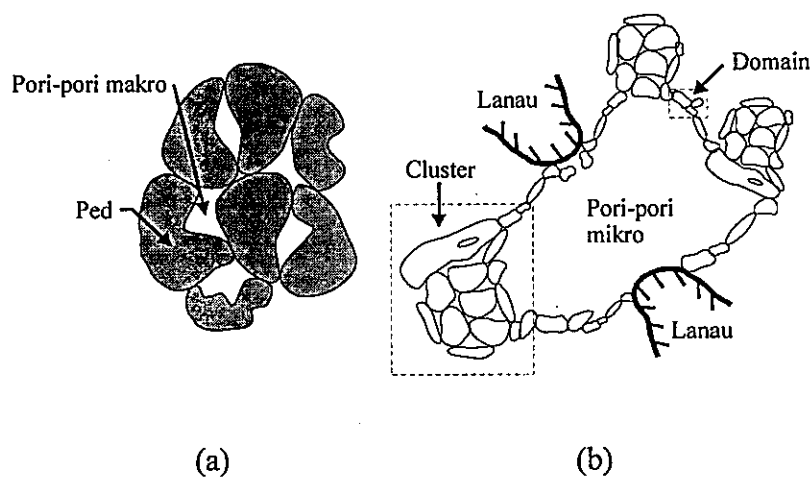 Pori-pori makro
Ped
Lanau
Domain
Cluster
Pori-pori
mikro
Lanau
(a)
(b)